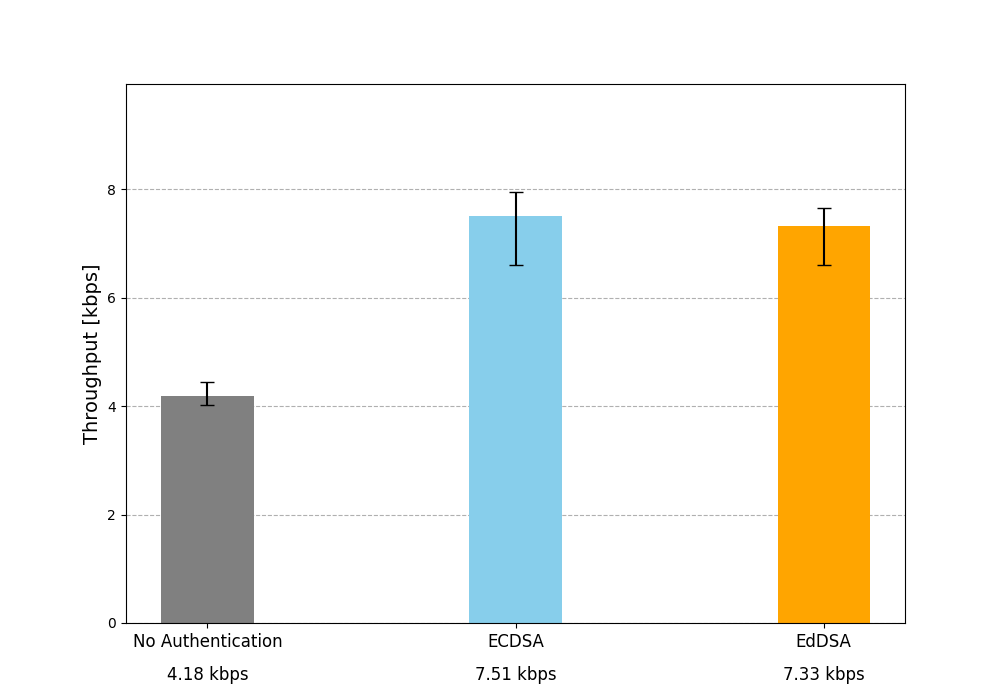 Throughput [kbps]
8
6
4
2
0
No Authentication ECDSA EdDSA
4.18 kbps 7.51 kbps 7.33 kbps